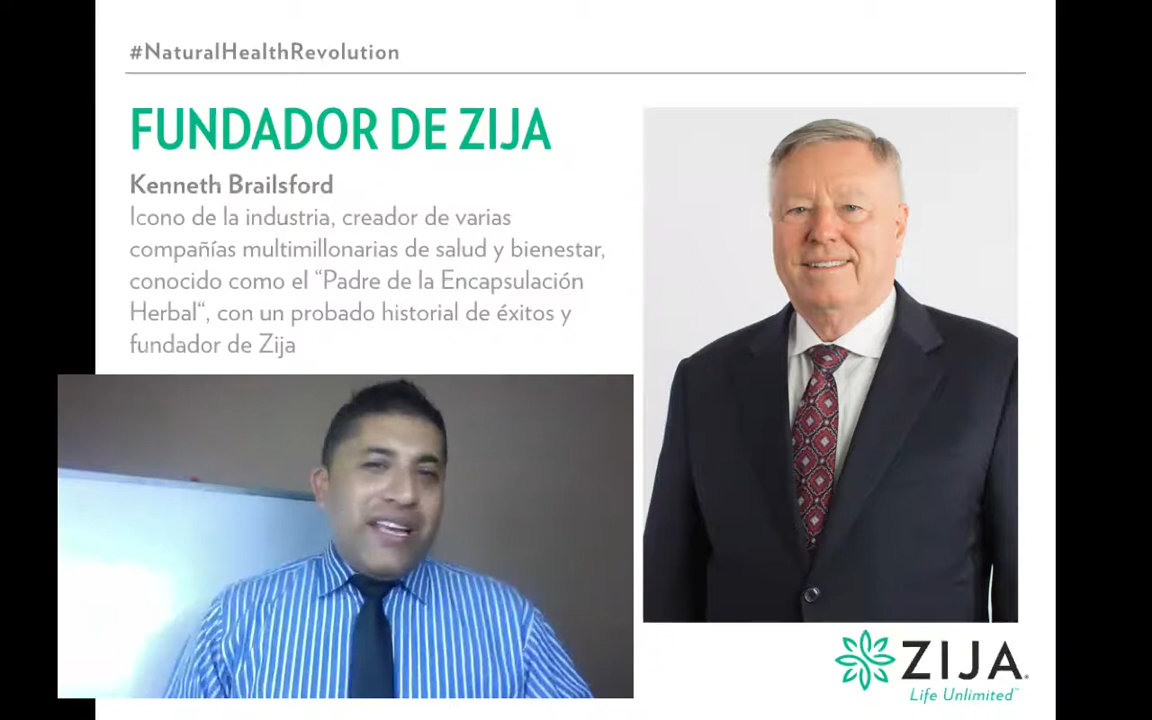 #NaturalHealthRevolution
FUNDADOR DE ZIJA
Kenneth Brailsford
Icono de la industria, creador de varias
compañías multimillonarias de salud y bienestar,
conocido como el “Padre de la Encapsulación
Herbal“, con un probado historial de éxitos y
fundador de Zija
ZIJA®
Life Unlimited™